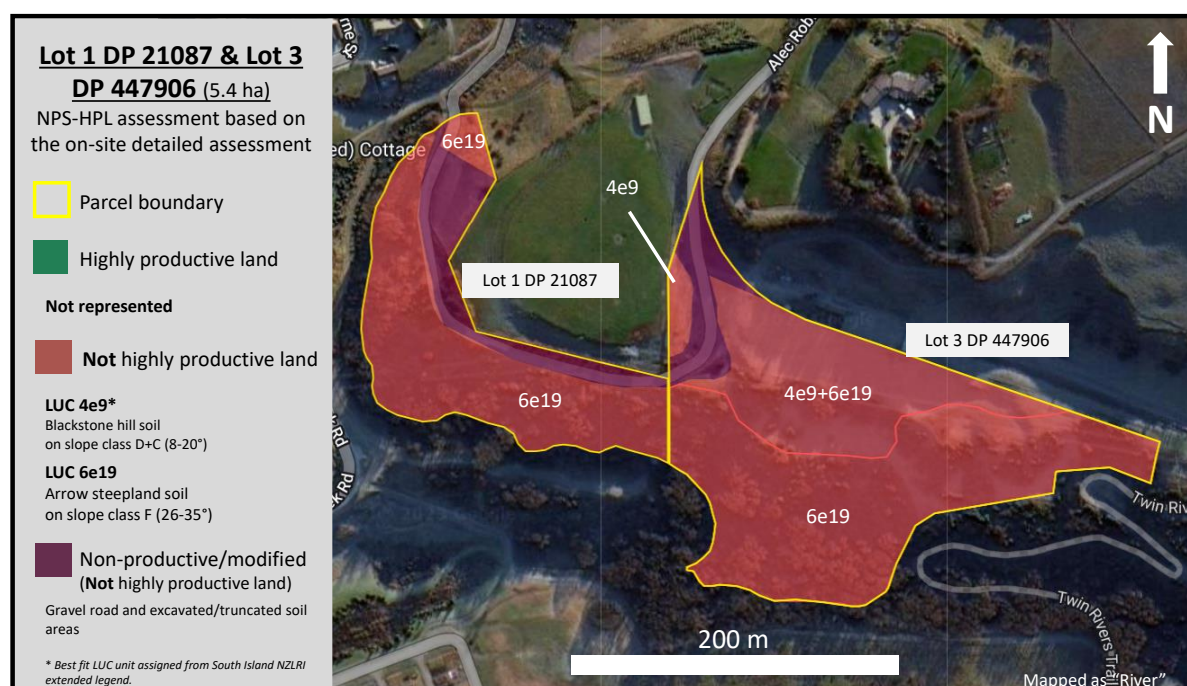 Lot 1 DP 21087 & Lot 3
DP 447906 (5.4 ha)
NPS-HPL assessment based on
the on-site detailed assessment
Parcel boundary
Highly productive land
Not represented
Not highly productive land
LUC 4e9*
Blackstone hill soil
on slope class D+C (8-20°)
LUC 6e19
Arrow steepland soil
on slope class F (26-35°)
Non-productive/modified
(Not highly productive land)
Gravel road and excavated/truncated soil
areas
* Best fit LUC unit assigned from South Island NZLRI
extended legend.
Alec Rob
N
ed) Cottage
6e19
4e9
Lot 1 DP 21087
Lot 3 DP 447906
4e9+6e19
6e19
6e19
Rd
Twin Riv
Twin Rivers Trail
200 m
Mapped as "River"